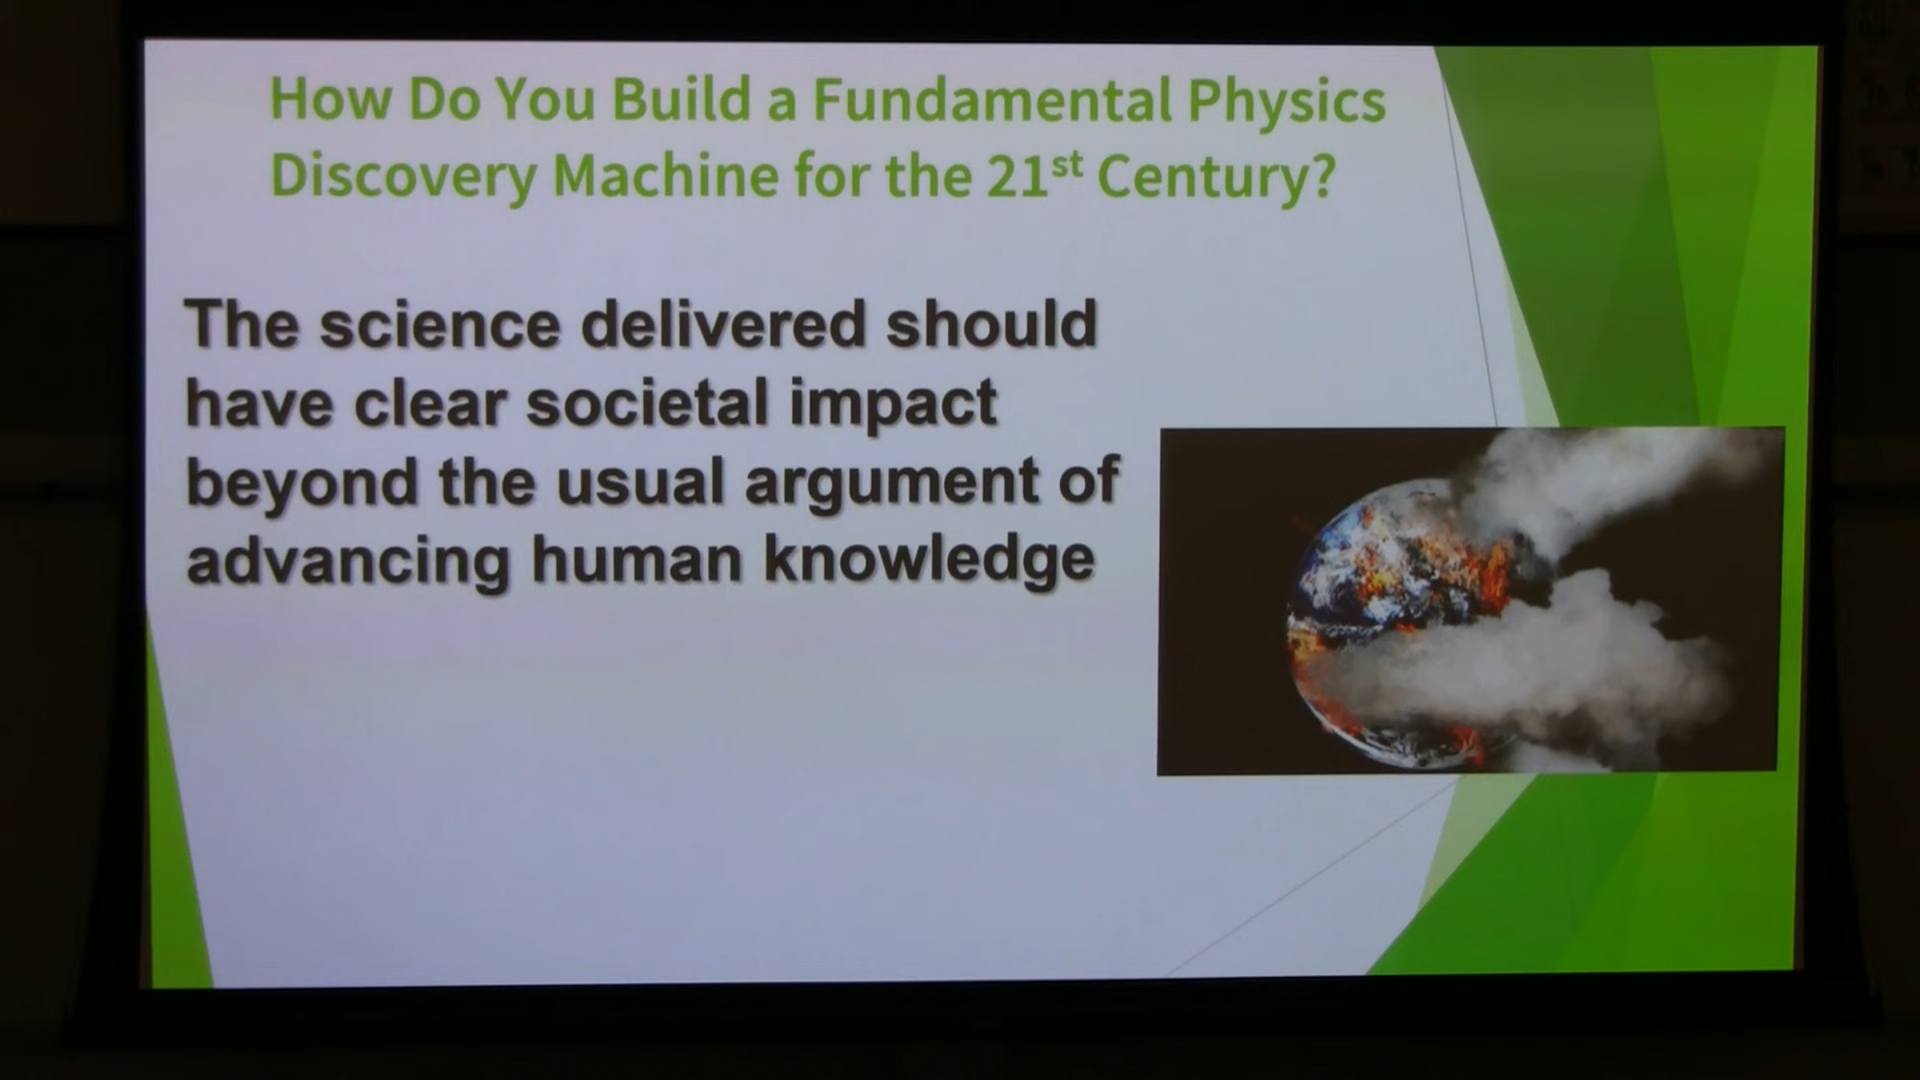 How Do You Build a Fundamental Physics
Discovery Machine for the 21st Century?
The science delivered should
have clear societal impact
beyond the usual argument of
advancing human knowledge